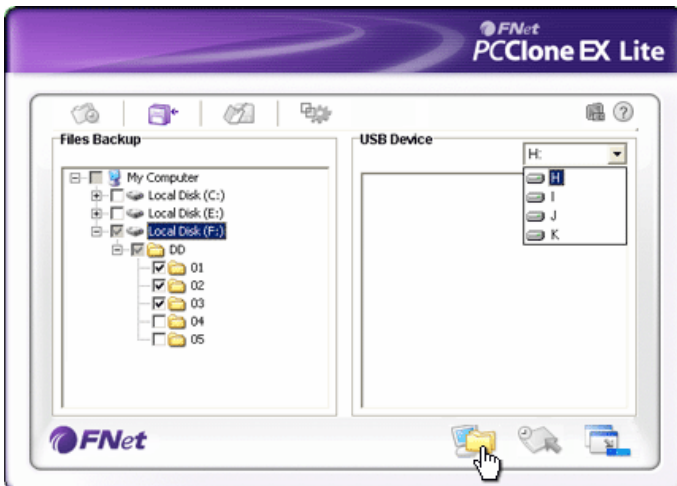 FNet
PCClone EX Lite
Files Backup
USB Device
H:
My Computer
Local Disk (C:)
Local Disk (E:)
Local Disk (F:)
DD
01
02
03
04
05
H
I
J
K
FNet